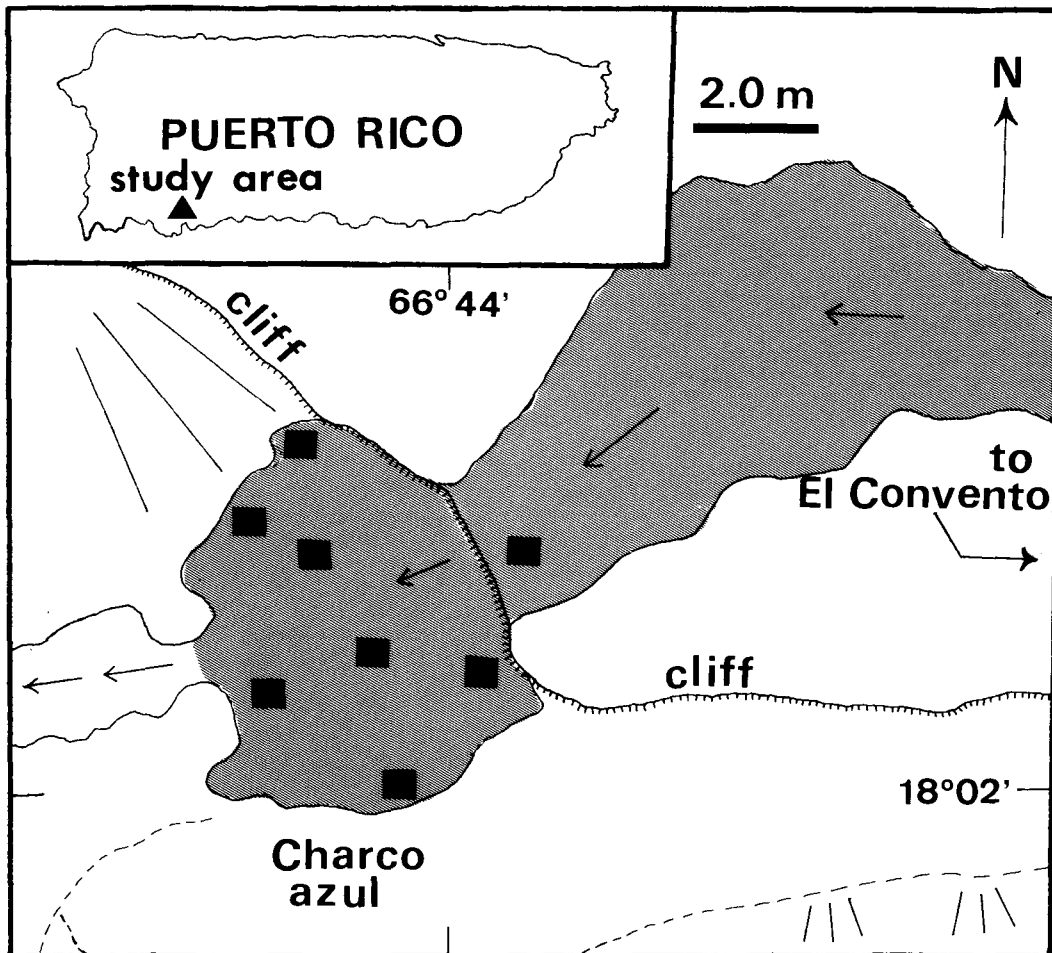 PUERTO RICO
study area
2.0 m
N
66°44'
cliff
to
El Convento
cliff
18°02'
Charco
azul